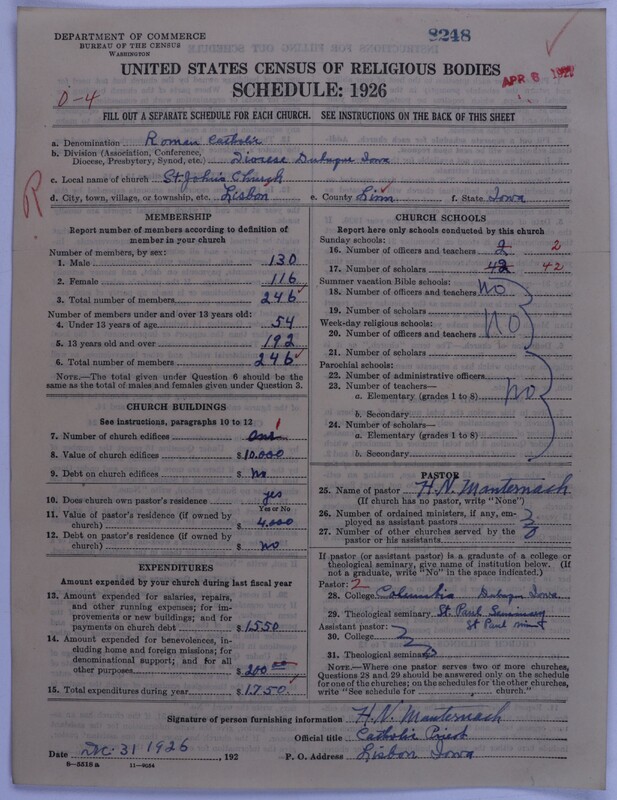 DEPARTMENT OF COMMERCE
BUREAU OF THE CENSUS
WASHINGTON
8248
UNITED STATES CENSUS OF RELIGIOUS BODIES
SCHEDULE: 1926
APR 8 1927
0-4
FILL OUT A SEPARATE SCHEDULE FOR EACH CHURCH. SEE INSTRUCTIONS ON THE BACK OF THIS SHEET
a. Denomination Roman Catholic
b. Division (Association, Conference,
Diocese, Presbytery, Synod, etc.) Diocese Dubuque Iowa
c. Local name of church St Johns Church
d. City, town, village, or township, etc. Lisbon e. County Linn f. State Iowa
R
MEMBERSHIP
Report number of members according to definition of
member in your church
Number of members, by sex:
1. Male 130
2. Female 116
3. Total number of members 246
Number of members under and over 13 years old:
4. Under 13 years of age 54
5. 13 years old and over 192
6. Total number of members 246
NOTE.—The total given under Question 6 should be
same as the total of males and females given under Question 3.
CHURCH BUILDINGS
See instructions, paragraphs 10 to 12
7. Number of church edifices One 1
8. Value of church edifices $10.000
9. Debt on church edifices $ No
10. Does church own pastor's residence yes
Yes or No
11. Value of pastor's residence (if owned by
church) $ 4,000
12. Debt on pastor's residence (if owned by
church) $ No
EXPENDITURES
Amount expended by your church during last fiscal year
13. Amount expended for salaries, repairs,
and other running expenses; for im-
provements or new buildings; and for
payments on church debt $1550
14. Amount expended for benevolences, in-
cluding home and foreign missions; for
denominational support; and for all
other purposes $200 00
15. Total expenditures during year $1750
CHURCH SCHOOLS
Report here only schools conducted by this church
Sunday schools:
16. Number of officers and teachers 2 2
17. Number of scholars 42 42
Summer vacation Bible schools:
18. Number of officers and teachers No
19. Number of scholars
Week-day religious schools:
20. Number of officers and teachers No
21. Number of scholars
Parochial schools:
22. Number of administrative officers
23. Number of teachers—
a. Elementary (grades 1 to 8) No
b. Secondary
24. Number of scholars—
a. Elementary (grades 1 to 8)
b. Secondary
PASTOR
25. Name of pastor H. N. Manternach
(If church has no pastor, write "None")
26. Number of ordained ministers, if any, em-
ployed as assistant pastors
27. Number of other churches served by the
pastor or his assistants
If pastor (or assistant pastor) is a graduate of a college or
theological seminary, give name of institution below. (If
not a graduate, write "No" in the space indicated.)
Pastor: 2
28. College Columbia Dubuque Iowa
29. Theological seminary St. Paul Seminary
Assistant pastor: St Paul Minn
30. College
31. Theological seminary
NOTE.—Where one pastor serves two or more churches,
Questions 28 and 29 should be answered only on the schedule
for one of the churches; on the schedules for the other churches,
write "See schedule for church."
Signature of person furnishing information H. N. Manternach
Official title Catholic Priest
Date Dec. 31 1926, 192 P. O. Address Lisbon Iowa
8-5518 a 11-9054